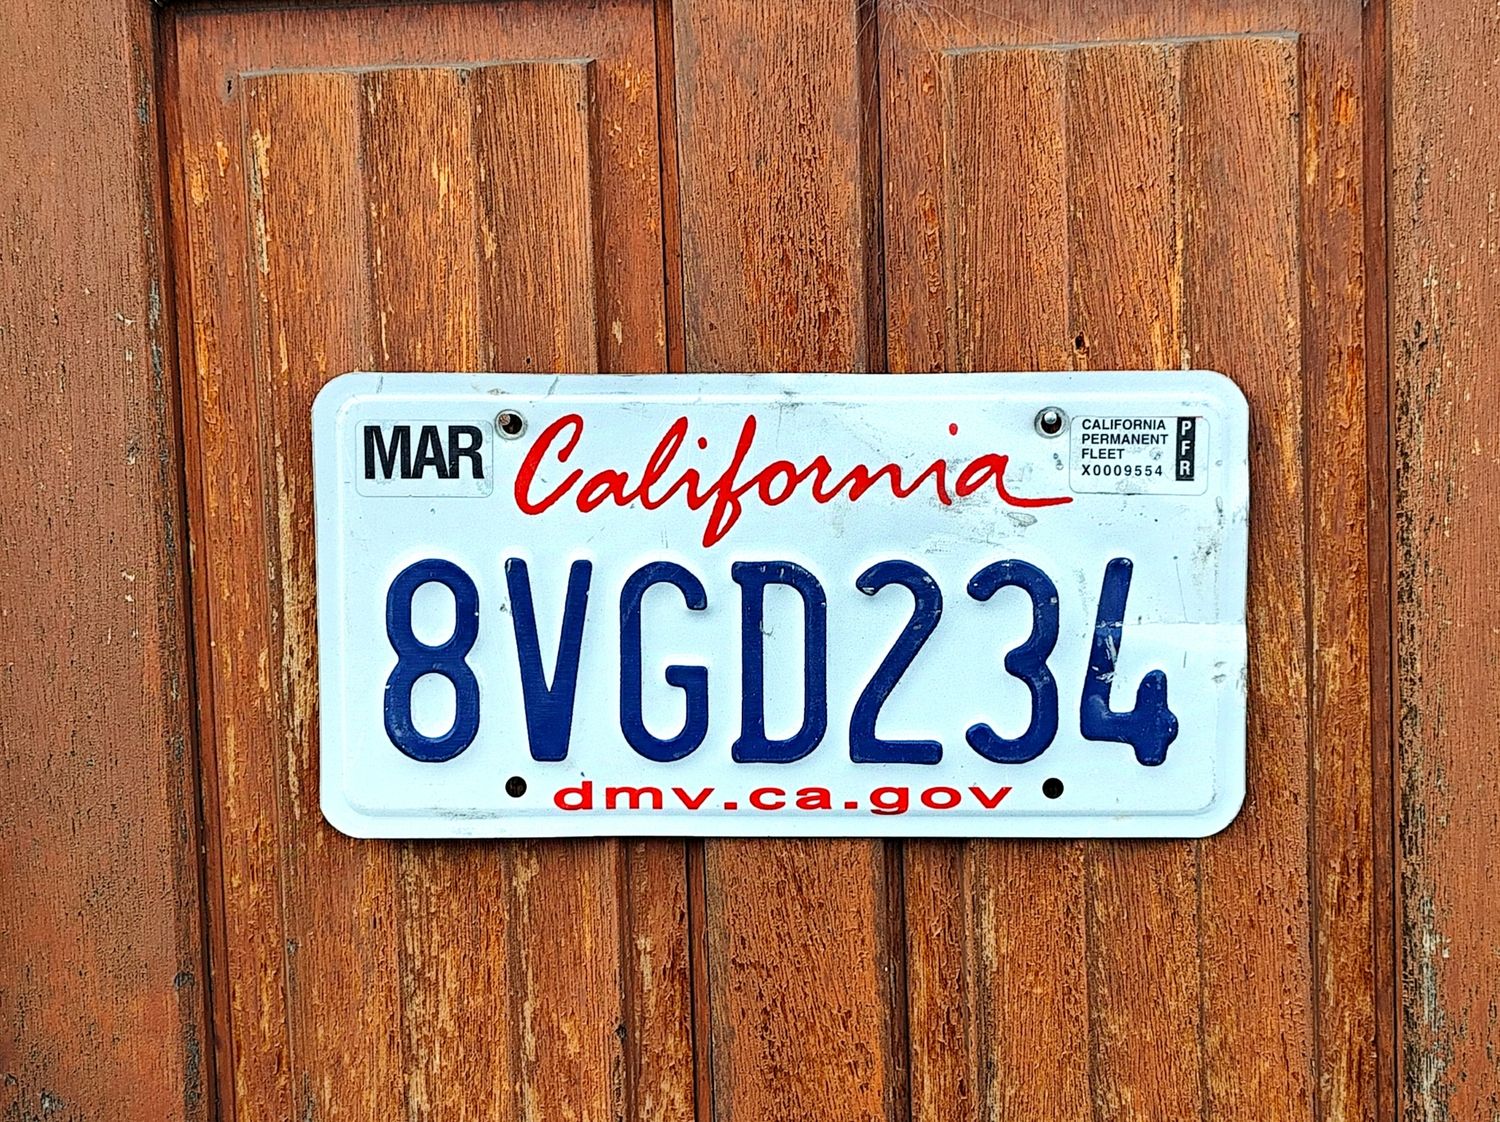 MAR
California
CALIFORNIA
PERMANENT
FLEET
X0009554
PFR
8VGD234
dmv.ca.gov